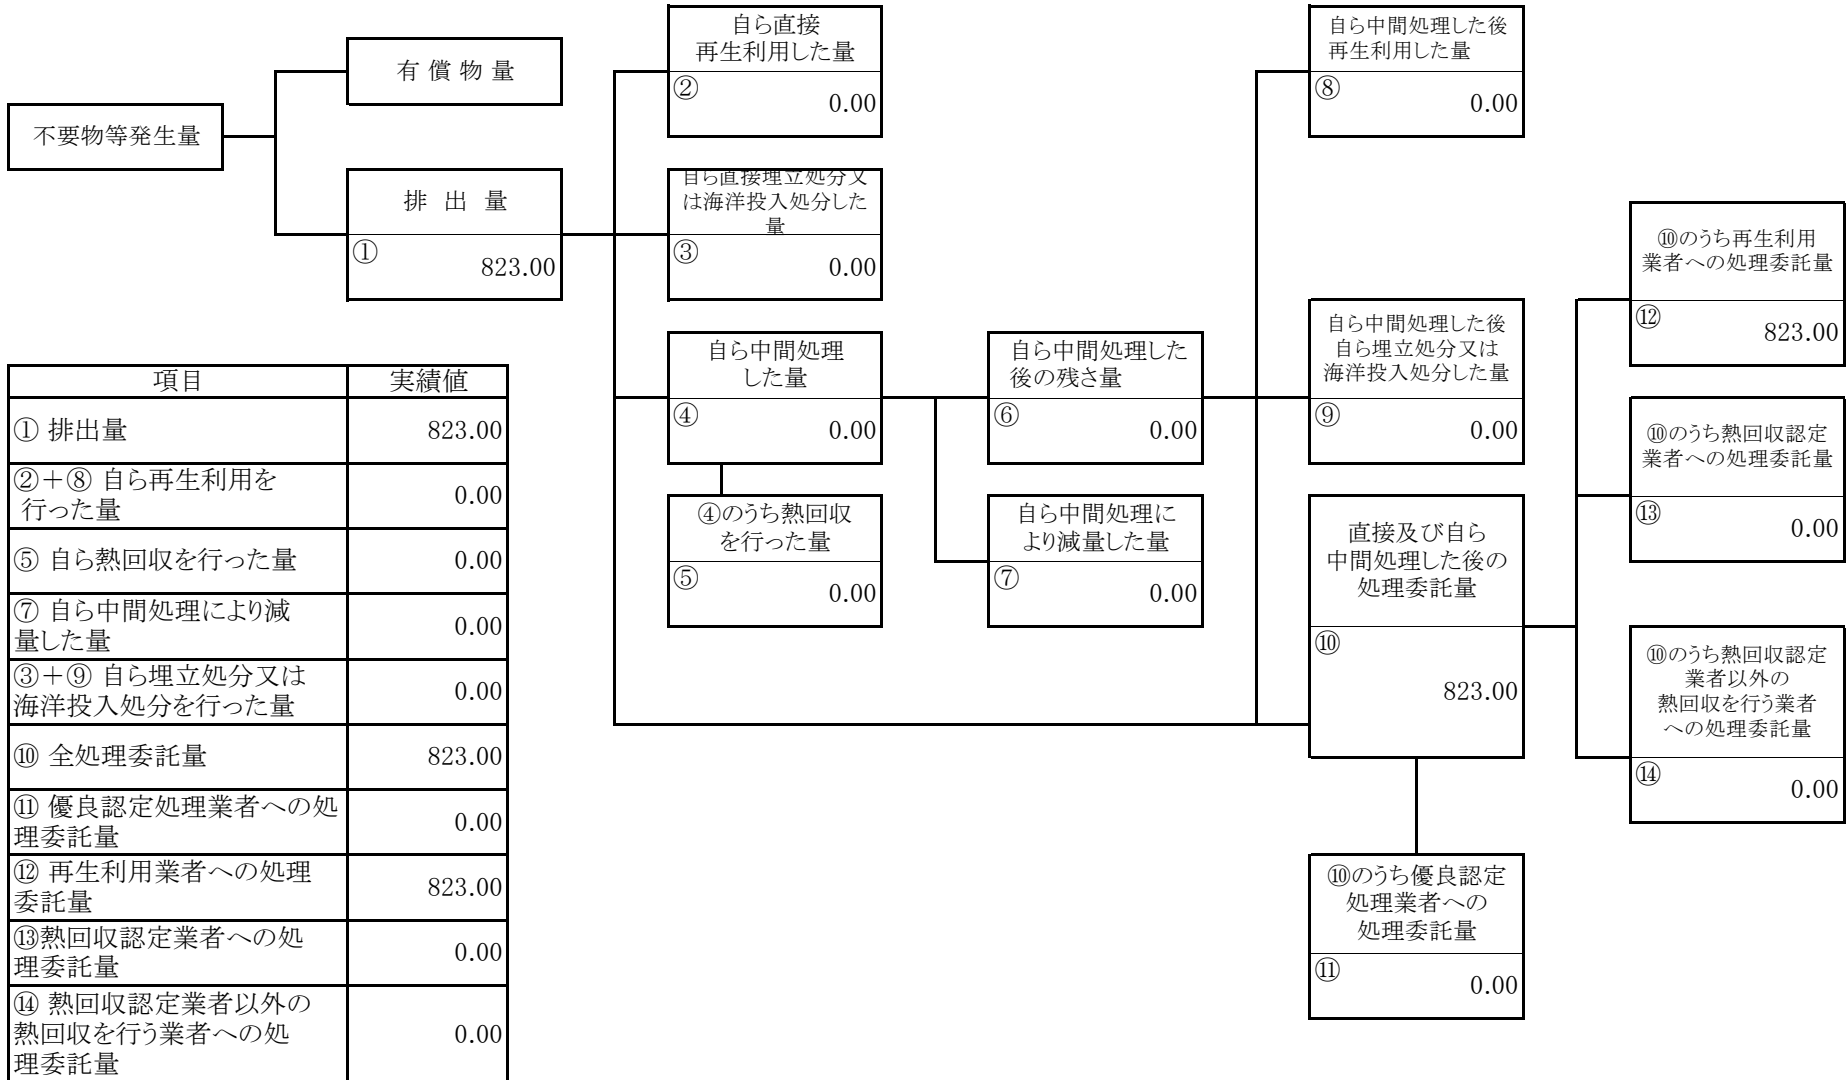 不要物等発生量
有 償 物 量
排 出 量
①
823.00
自ら直接
再生利用した量
②
0.00
自ら直接埋立処分又
は海洋投入処分した
量
③
0.00
自ら中間処理
した量
④
0.00
④のうち熱回収
を行った量
⑤
0.00
自ら中間処理した
後の残さ量
⑥
0.00
自ら中間処理に
より減量した量
⑦
0.00
自ら中間処理した後
再生利用した量
⑧
0.00
自ら中間処理した後
自ら埋立処分又は
海洋投入処分した量
⑨
0.00
直接及び自ら
中間処理した後の
処理委託量
⑩
823.00
⑩のうち優良認定
処理業者への
処理委託量
⑪
0.00
⑩のうち再生利用
業者への処理委託量
⑫
823.00
⑩のうち熱回収認定
業者への処理委託量
⑬
0.00
⑩のうち熱回収認定
業者以外の
熱回収を行う業者
への処理委託量
⑭
0.00
項目 実績値
① 排出量 823.00
②＋⑧ 自ら再生利用を
行った量 0.00
⑤ 自ら熱回収を行った量 0.00
⑦ 自ら中間処理により減
量した量 0.00
③＋⑨ 自ら埋立処分又は
海洋投入処分を行った量 0.00
⑩ 全処理委託量 823.00
⑪ 優良認定処理業者への処
理委託量 0.00
⑫ 再生利用業者への処理
委託量 823.00
⑬熱回収認定業者への処
理委託量 0.00
⑭ 熱回収認定業者以外の
熱回収を行う業者への処
理委託量 0.00